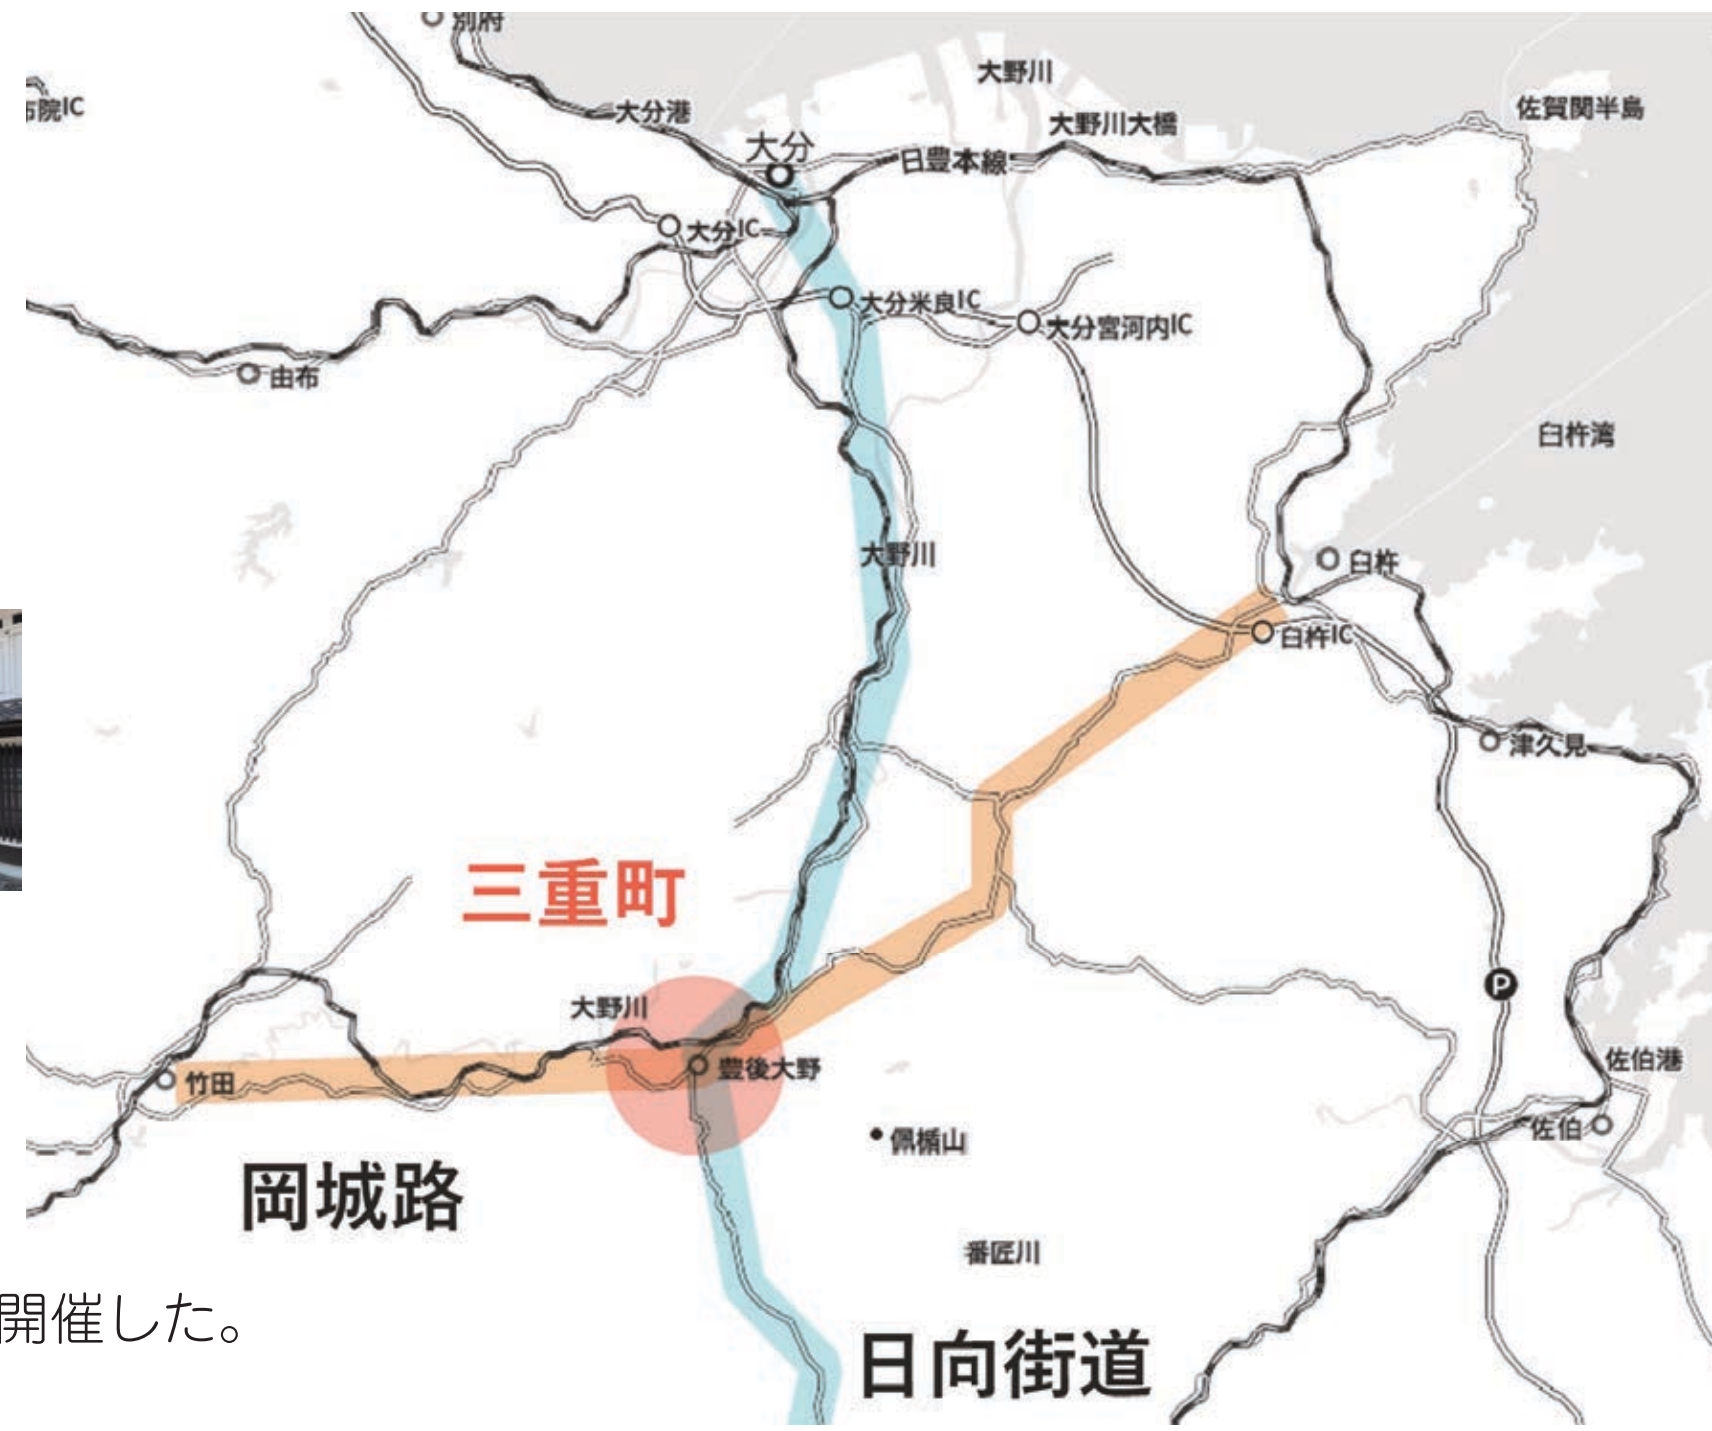 別府
大野川
布院IC
大分港
佐賀関半島
大野川大橋
大分
日豊本線
大分IC
大分米良IC
大分宮河内IC
由布
臼杵湾
大野川
臼杵
臼杵IC
津久見
三重町
P
大野川
豊後大野
竹田
佐伯港
佐伯
佩楯山
岡城路
番匠川
開催した。
日向街道